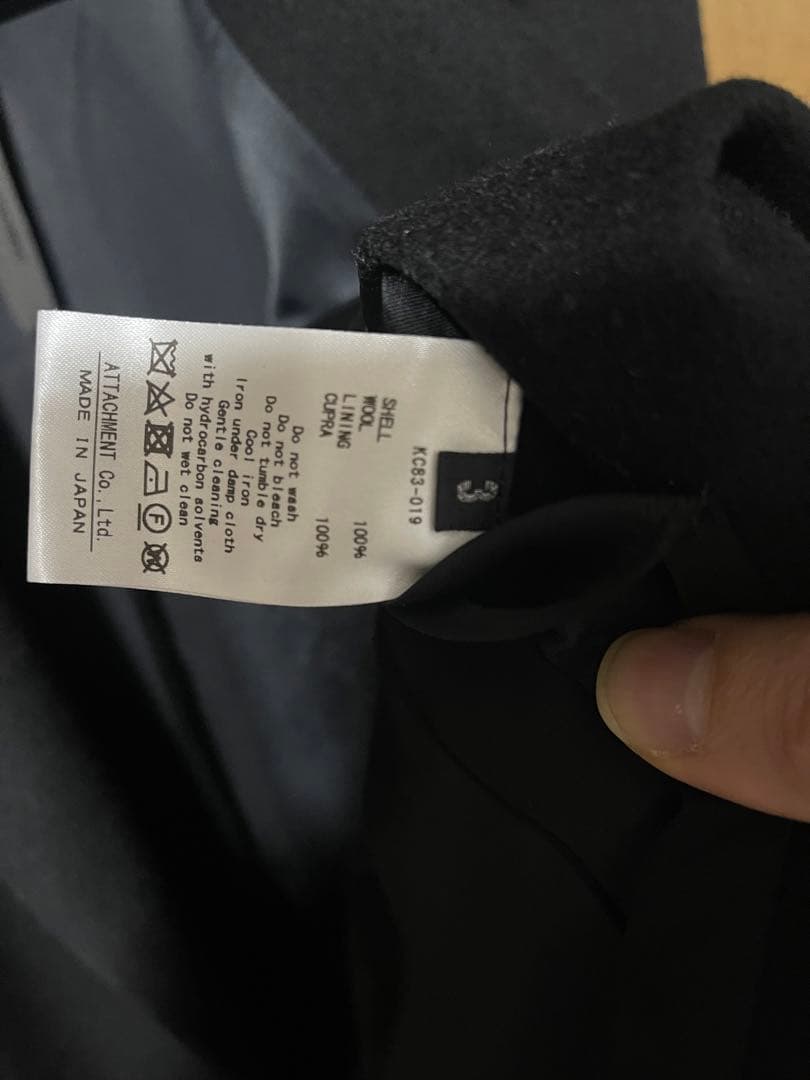 3
KC83-019
SHELL
WOOL 100%
LINING
CUPRA 100%
Do not wash
Do not bleach
Do not tumble dry
Cool iron
Iron under damp cloth
Gentle cleaning
with hydrocarbon solvents
Do not wet clean
F
W
ATTACHMENT Co.,Ltd.
MADE IN JAPAN